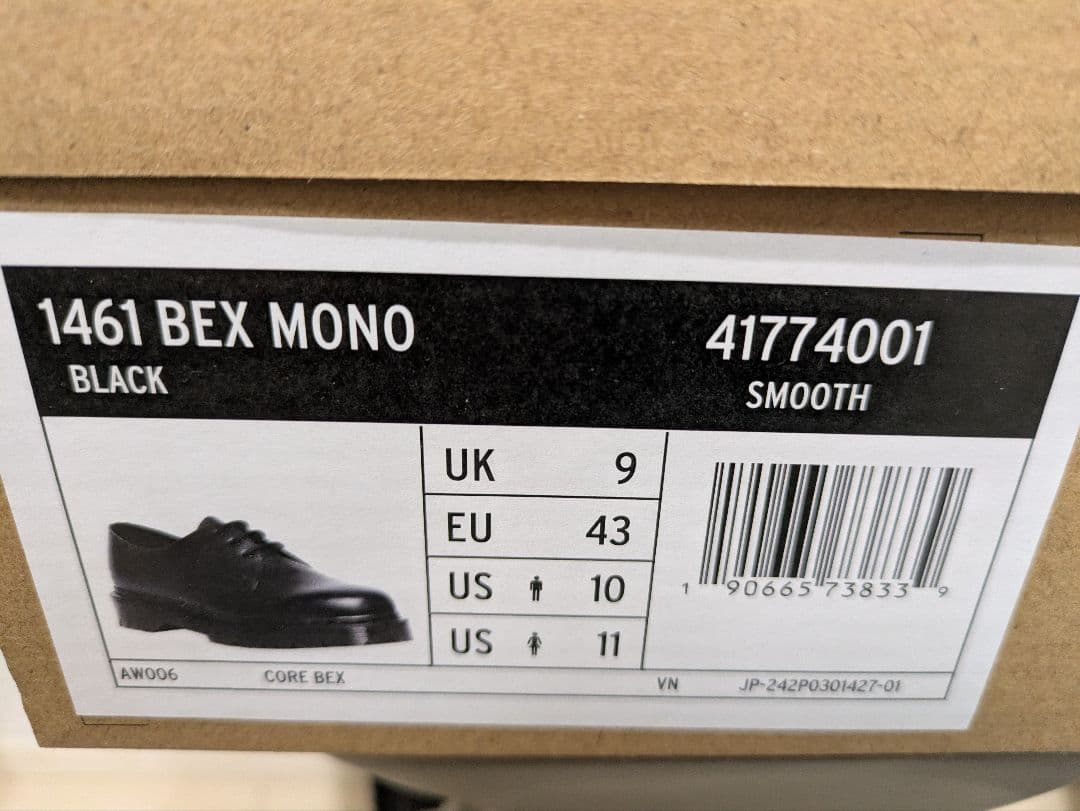 1461 BEX MONO
BLACK
41774001
SMOOTH
UK 9
EU 43
US 10
US 11
1 90665 73833 9
AW006
CORE BEX
VN
JP-242P0301427-01